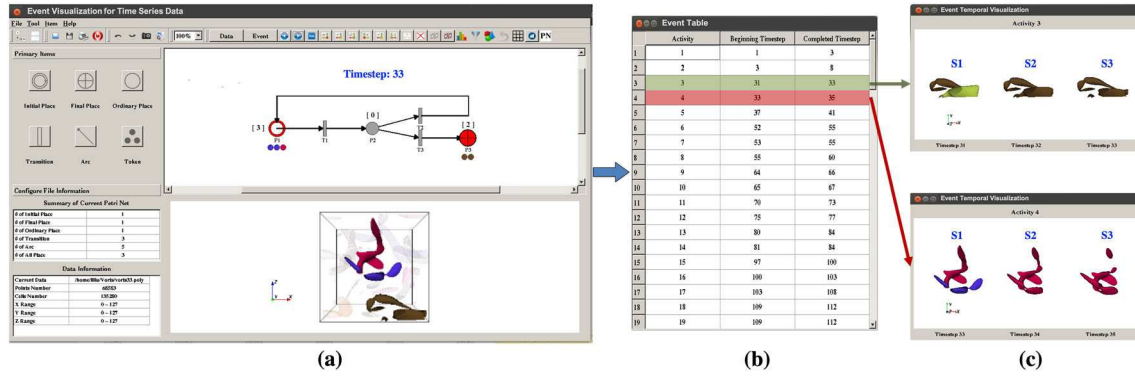 Event Visualization for Time Series Data
File Tool Item Help
100% Data Event PN
Primary Items
Initial Place Final Place Ordinary Place
Transition Arc Token
Timestep: 33
[ 3 ] [ 0 ] [ 2 ]
P1 T1 P2 T2 T3 P3
Configure File Information
Summary of Current Petri Net
# of Initial Place 1
# of Final Place 1
# of Ordinary Place 1
# of Transition 3
# of Arc 5
# of All Place 3
Data Information
Current Data
Points Number 68583
Cells Number 135280
X Range 0 ~ 127
Y Range 0 ~ 127
Z Range 0 ~ 127
(a)
Event Table
Activity Beginning Timestep Completed Timestep
1 1 1 3
2 2 3 8
3 3 31 33
4 4 33 35
5 5 37 41
6 6 52 55
7 7 53 55
8 8 55 60
9 9 64 66
10 10 65 67
11 11 70 73
12 12 75 77
13 13 80 84
14 14 81 84
15 15 97 100
16 16 100 103
17 17 103 108
18 18 109 112
19 19 109 112
(b)
Event Temporal Visualization
Activity 3
S1 S2 S3
Timestep 31 Timestep 32 Timestep 33
Event Temporal Visualization
Activity 4
S1 S2 S3
Timestep 33 Timestep 34 Timestep 35
(c)